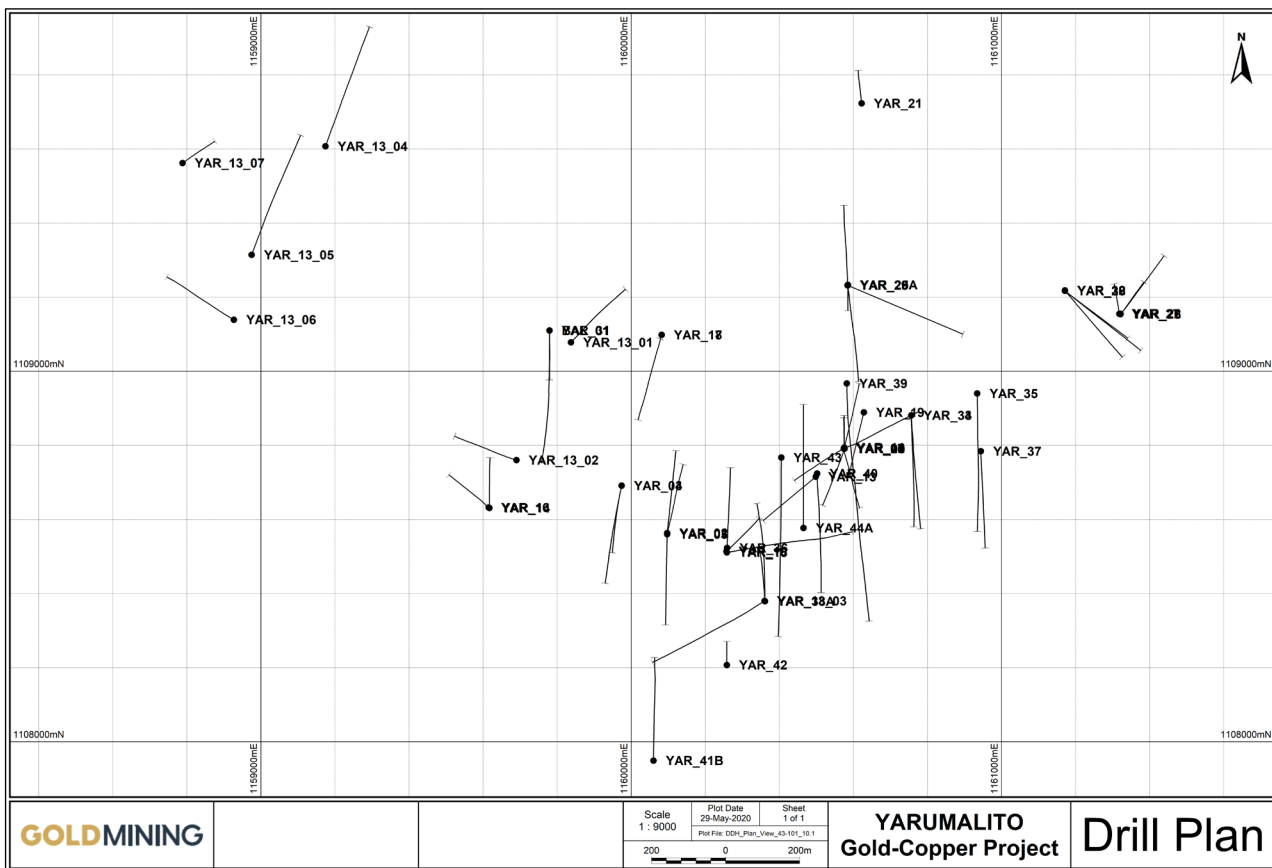 1159000mE
1160000mE
1161000mE
N
YAR_21
YAR_13_04
YAR_13_07
YAR_13_05
YAR_13_06
YAR_13_01
YAR_39
YAR_35
YAR_19
YAR_37
YAR_43
YAR_13_02
YAR_44A
YAR_42
YAR_41B
1109000mN
1109000mN
1108000mN
1108000mN
1159000mE
1160000mE
1161000mE
GOLDMINING
Scale
1 : 9000
Plot Date
29-May-2020
Sheet
1 of 1
Plot File: DDH_Plan_View_43-101_10.1
200 0 200m
YARUMALITO
Gold-Copper Project
Drill Plan